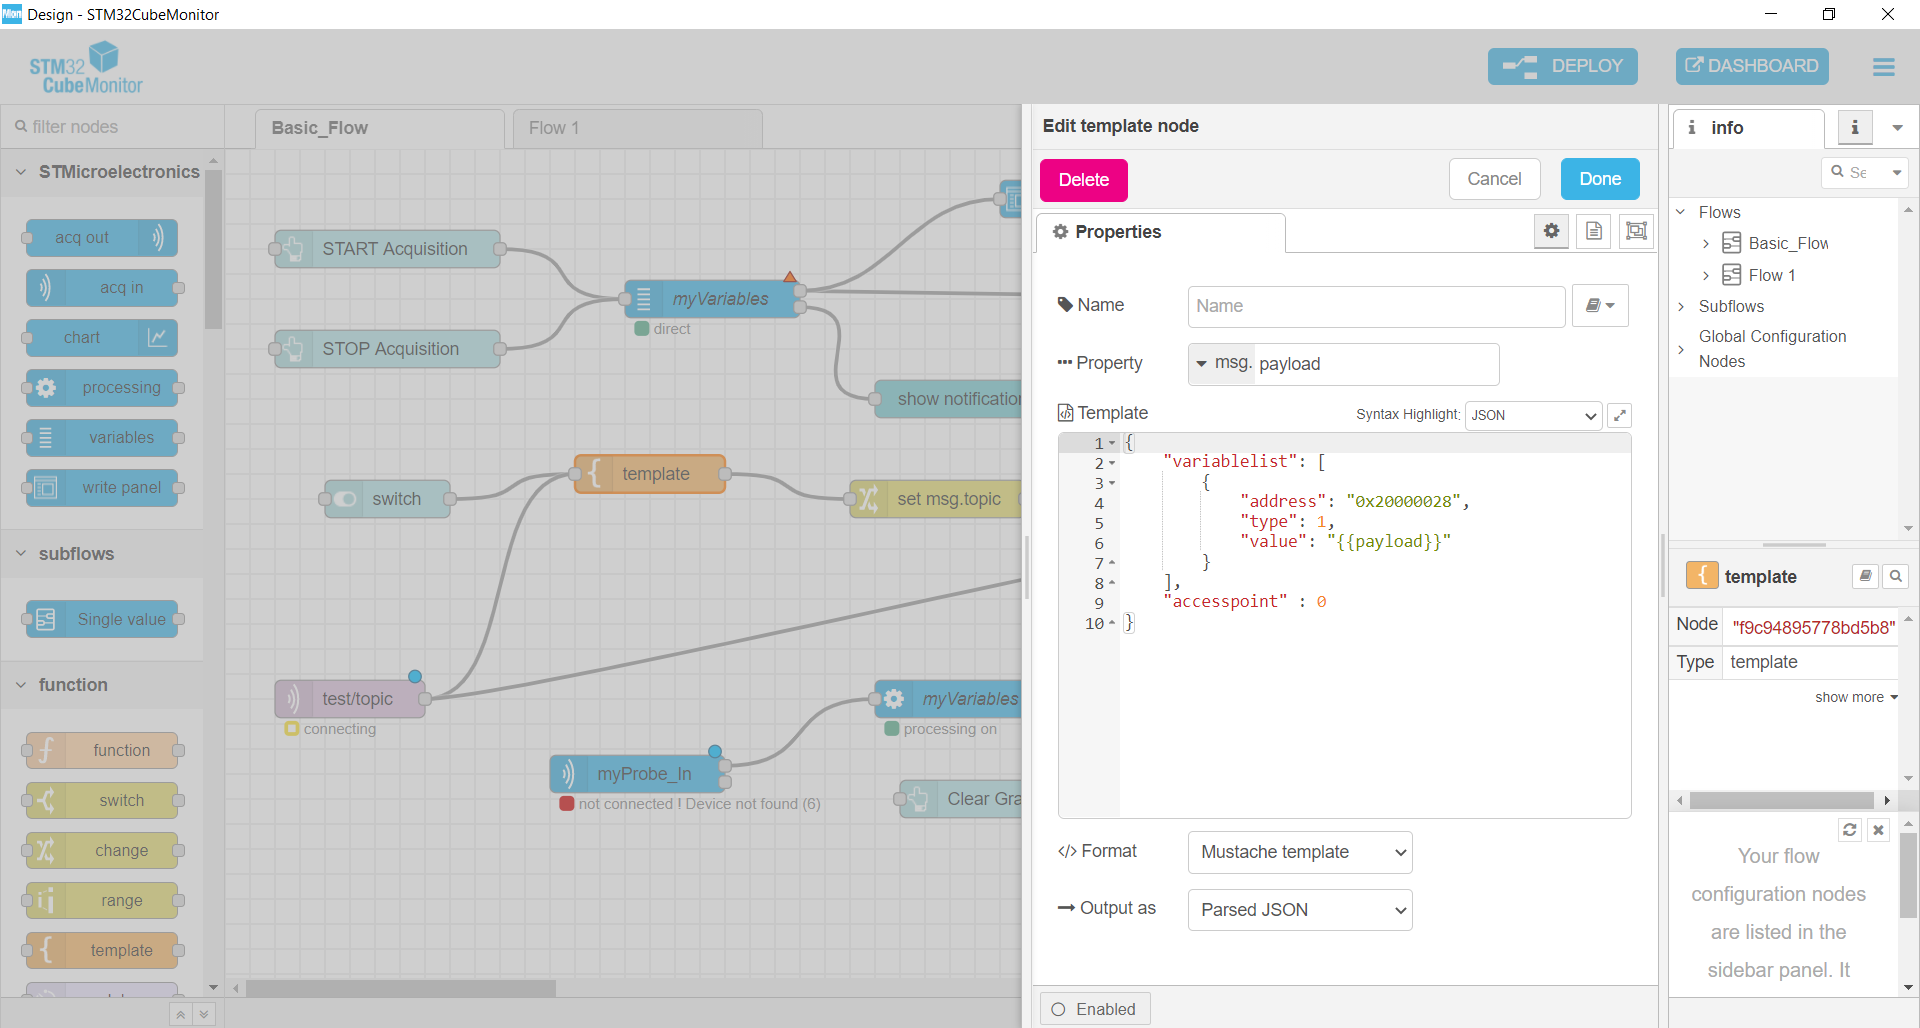 Mon Design - STM32CubeMonitor
STM32
CubeMonitor
DEPLOY
DASHBOARD
filter nodes
STMicroelectronics
acq out
acq in
chart
processing
variables
write panel
subflows
Single value
function
function
switch
change
range
template
Basic_Flow
Flow 1
START Acquisition
STOP Acquisition
myVariables
direct
show notification
switch
template
set msg.topic
test/topic
connecting
myVariables
processing on
myProbe_In
not connected ! Device not found (6)
Clear Gra
Edit template node
Delete
Cancel
Done
Properties
Name
Name
Property
msg. payload
Template
Syntax Highlight: JSON
1 {
2 "variablelist": [
3 {
4 "address": "0x20000028",
5 "type": 1,
6 "value": "{{payload}}"
7 }
8 ],
9 "accesspoint" : 0
10 }
</> Format
Mustache template
Output as
Parsed JSON
Enabled
i info
i
Se
Flows
Basic_Flow
Flow 1
Subflows
Global Configuration
Nodes
template
Node "f9c94895778bd5b8"
Type template
show more
Your flow
configuration nodes
are listed in the
sidebar panel. It